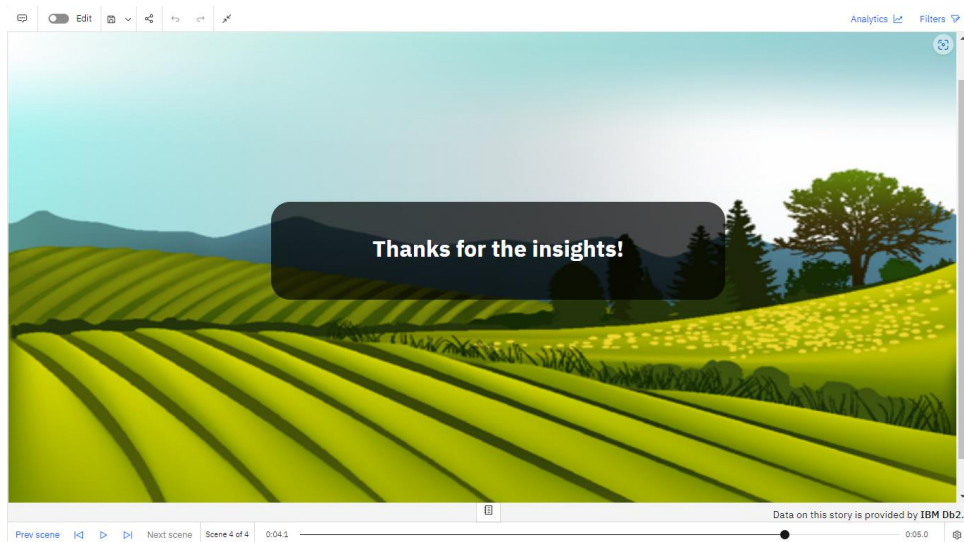 Edit
Analytics
Filters
Thanks for the insights!
Data on this story is provided by IBM Db2.
Prev scene
Next scene
Scene 4 of 4
0:04.1
0:05.0